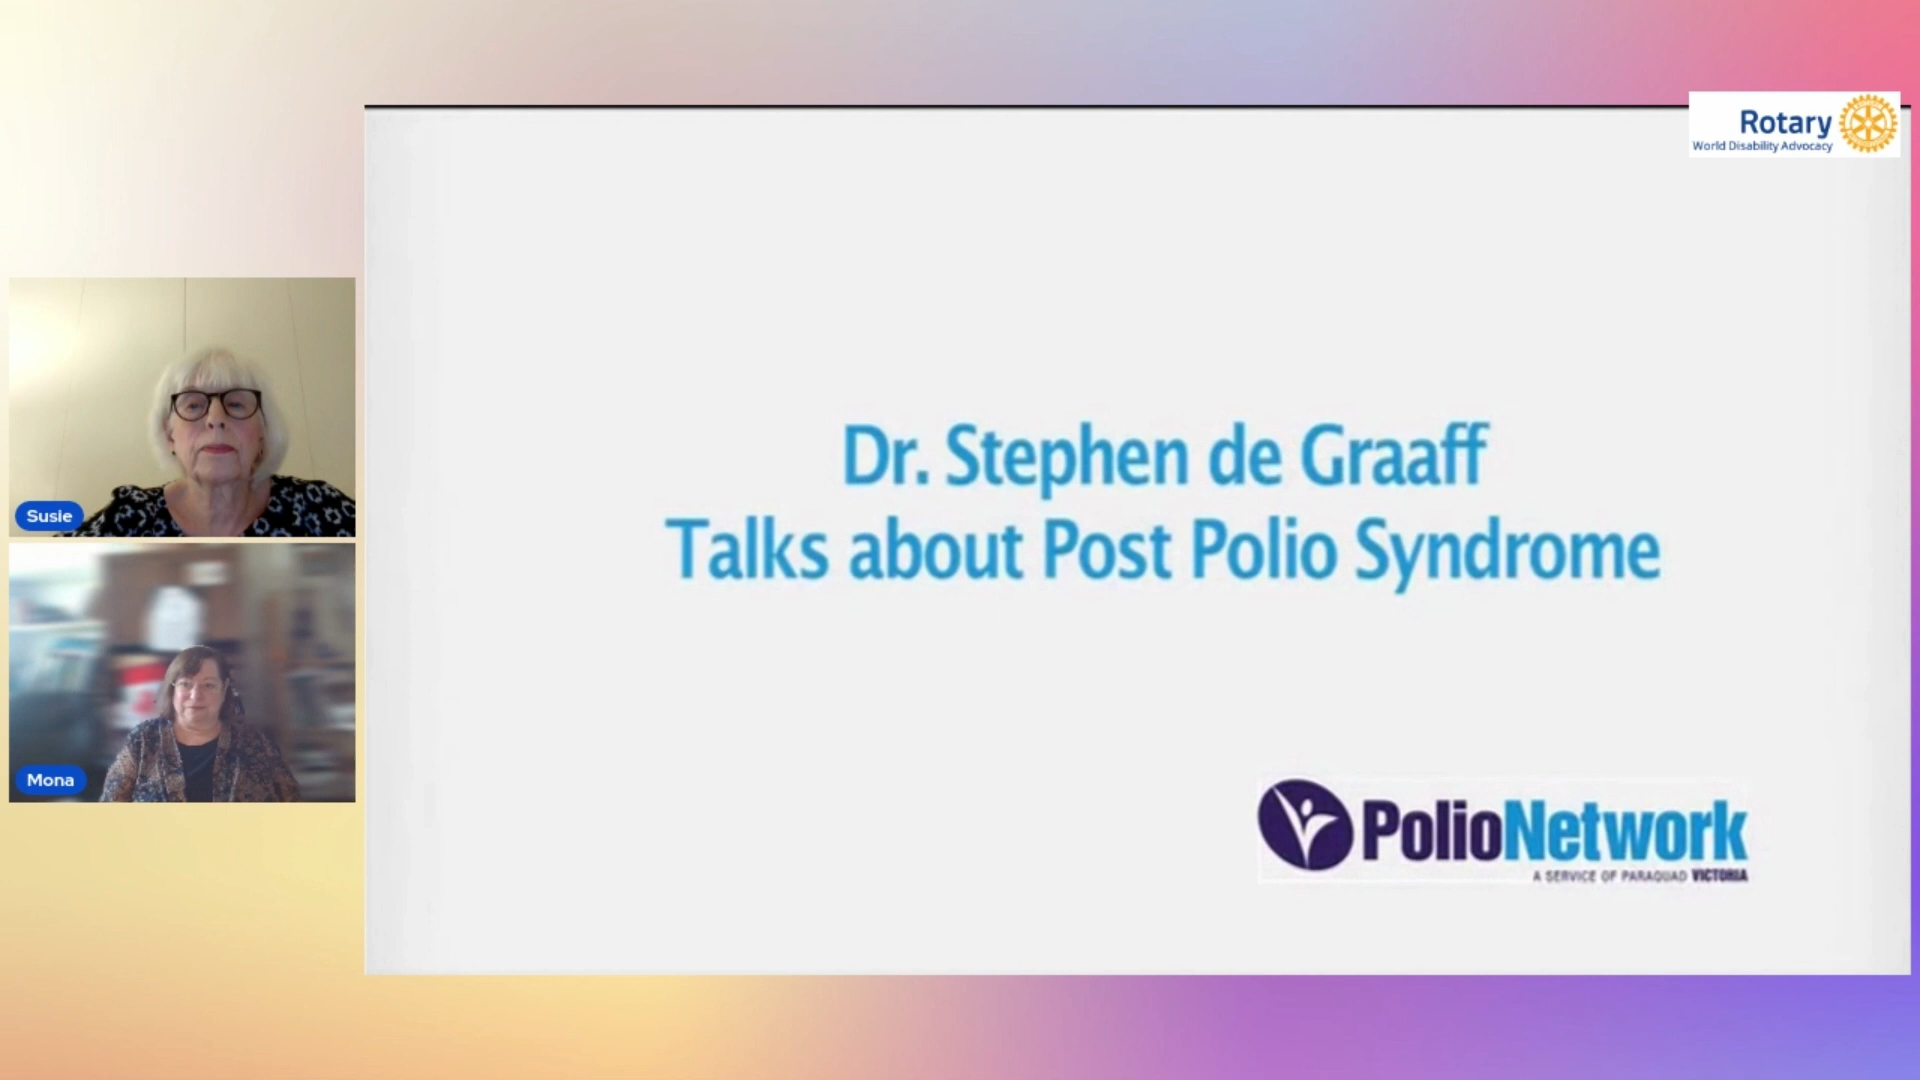 Rotary
World Disability Advocacy
Dr. Stephen de Graaff
Talks about Post Polio Syndrome
Susie
Mona
PolioNetwork
A SERVICE OF PARAQUAD VICTORIA